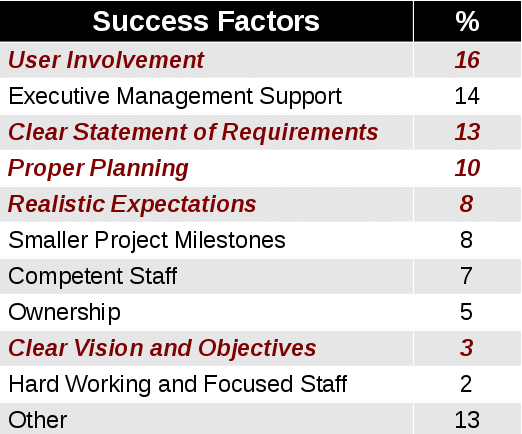 Success Factors %
User Involvement 16
Executive Management Support 14
Clear Statement of Requirements 13
Proper Planning 10
Realistic Expectations 8
Smaller Project Milestones 8
Competent Staff 7
Ownership 5
Clear Vision and Objectives 3
Hard Working and Focused Staff 2
Other 13